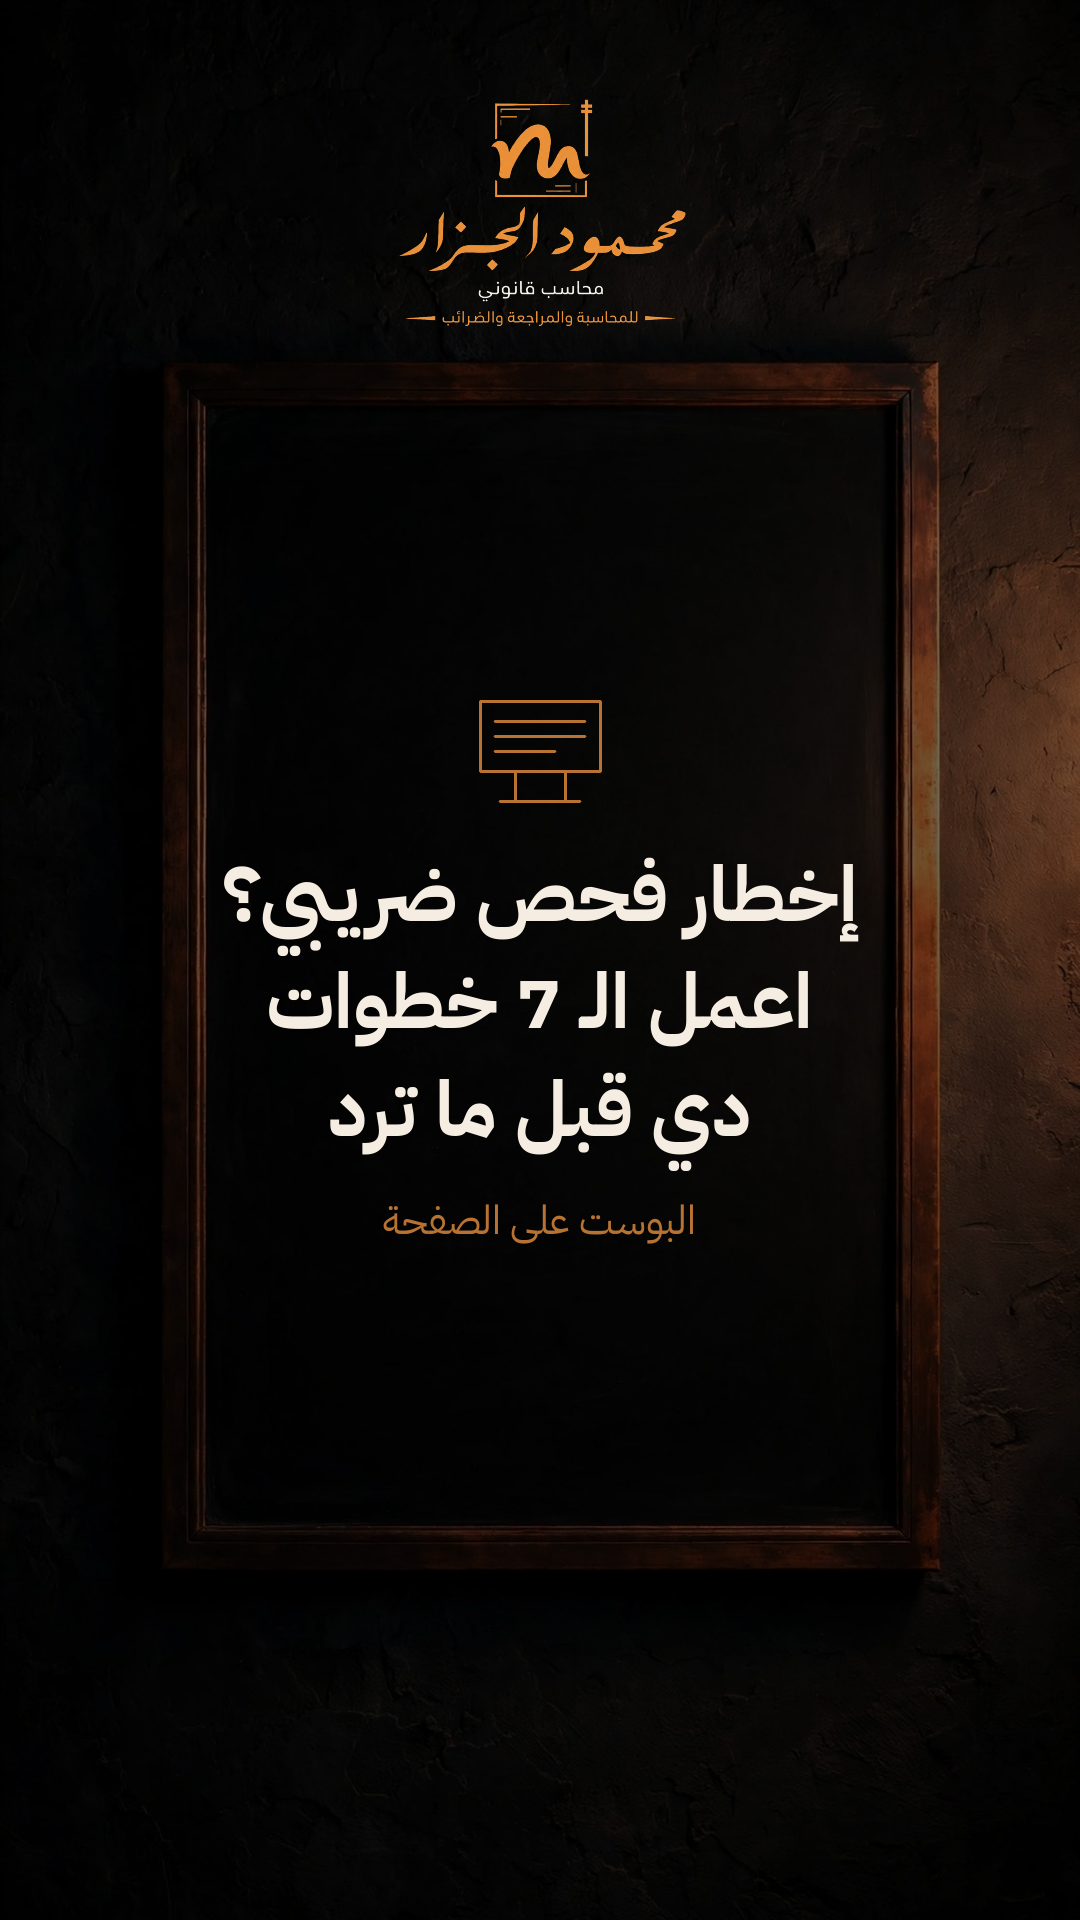 محمود الجزار
محاسب قانوني
للمحاسبة والمراجعة والضرائب
إخطار فحص ضريبي؟
اعمل الـ 7 خطوات
دي قبل ما ترد
البوست على الصفحة